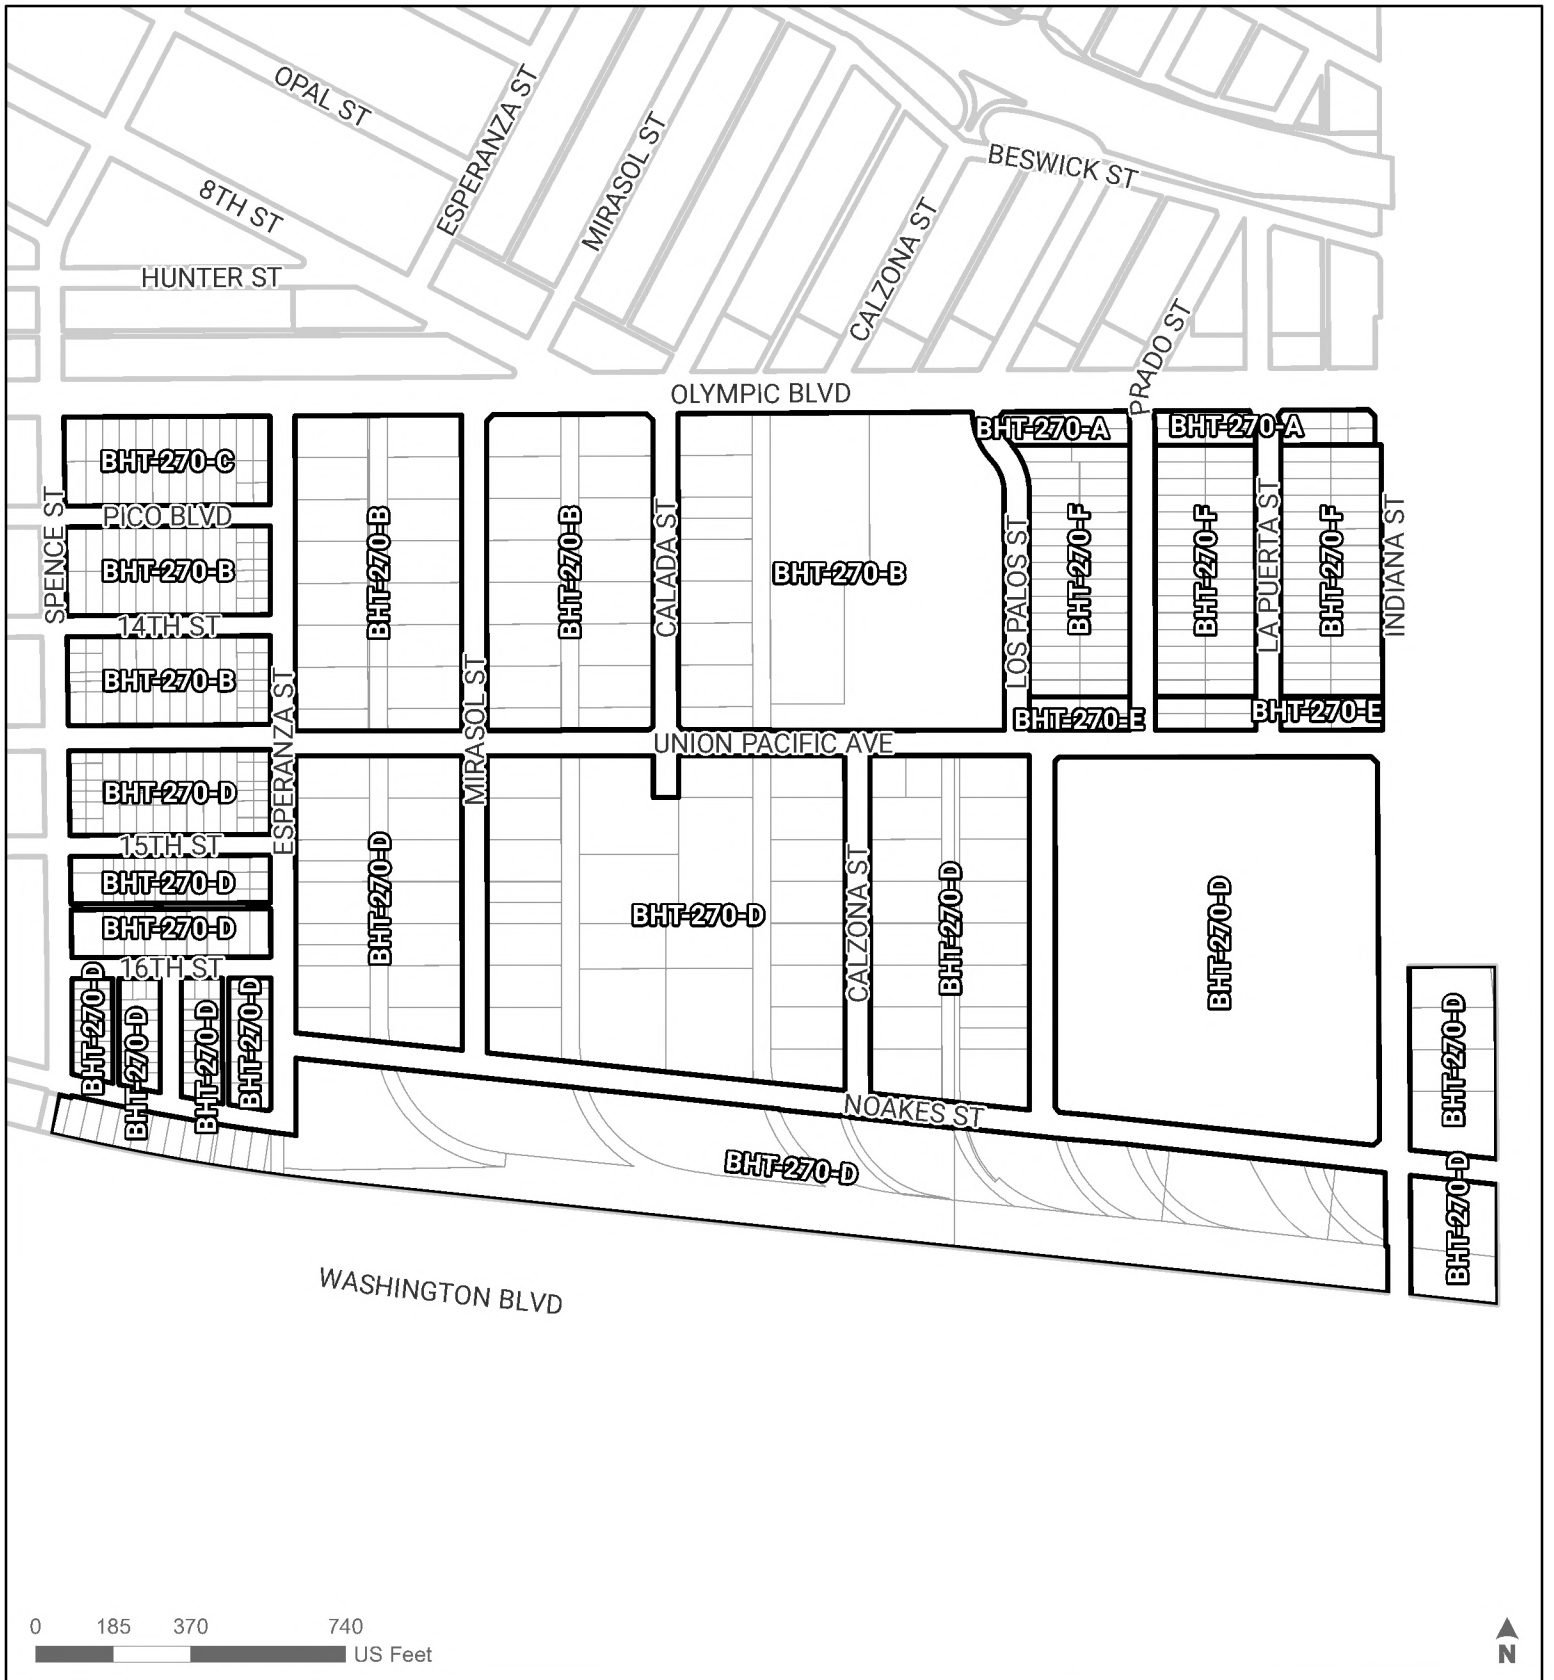 OPAL ST
ESPERANZA ST
MIRASOL ST
BESWICK ST
8TH ST
CALZONA ST
HUNTER ST
PRADO ST
OLYMPIC BLVD
BHT-270-A
BHT-270-A
BHT-270-C
SPENCE ST
PICO BLVD
BHT-270-B
BHT-270-B
BHT-270-B
CALADA ST
BHT-270-B
LOS PALOS ST
BHT-270-F
BHT-270-F
LA PUERTA ST
BHT-270-F
INDIANA ST
14TH ST
BHT-270-B
ESPERANZA ST
MIRASOL ST
BHT-270-E
BHT-270-E
UNION PACIFIC AVE
BHT-270-D
15TH ST
BHT-270-D
BHT-270-D
BHT-270-D
BHT-270-D
CALZONA ST
BHT-270-D
BHT-270-D
16TH ST
BHT-270-D
BHT-270-D
BHT-270-D
BHT-270-D
BHT-270-D
NOAKES ST
BHT-270-D
BHT-270-D
WASHINGTON BLVD
0 185 370 740
US Feet
N